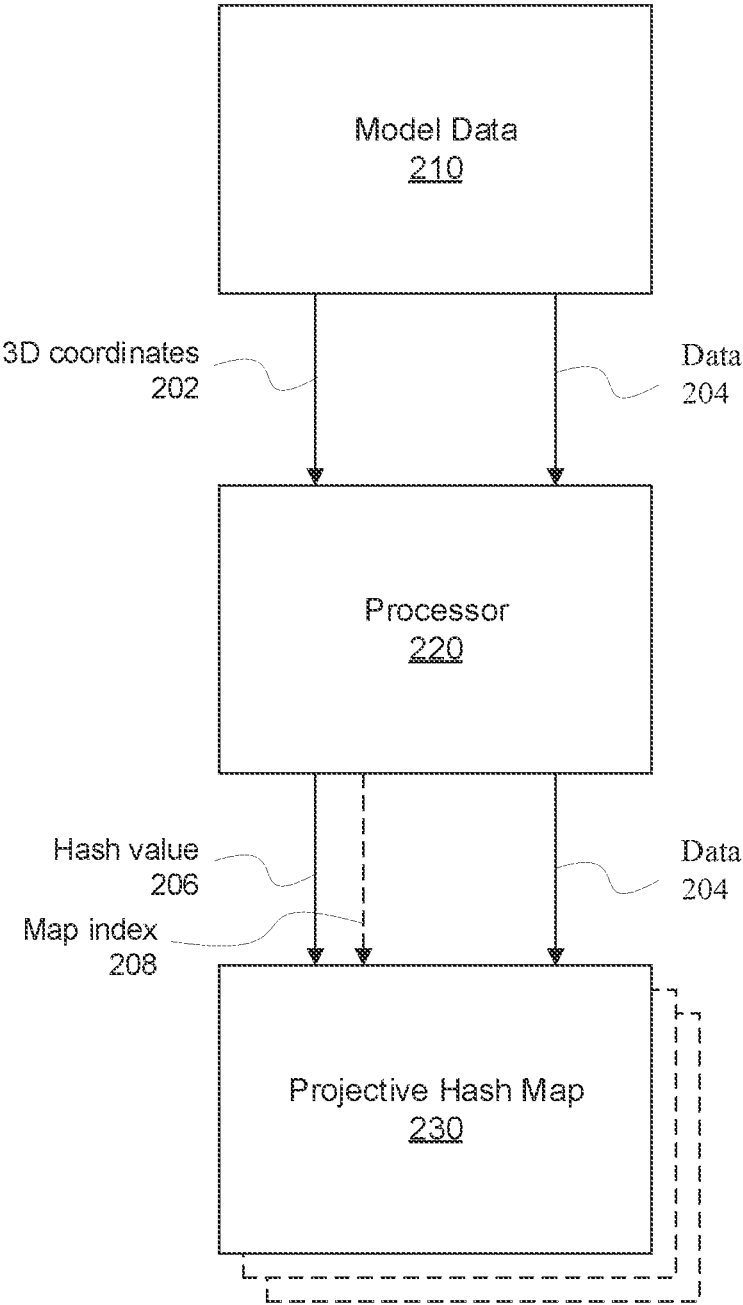 Model Data
210
3D coordinates
202
Data
204
Processor
220
Hash value
206
Data
204
Map index
208
Projective Hash Map
230